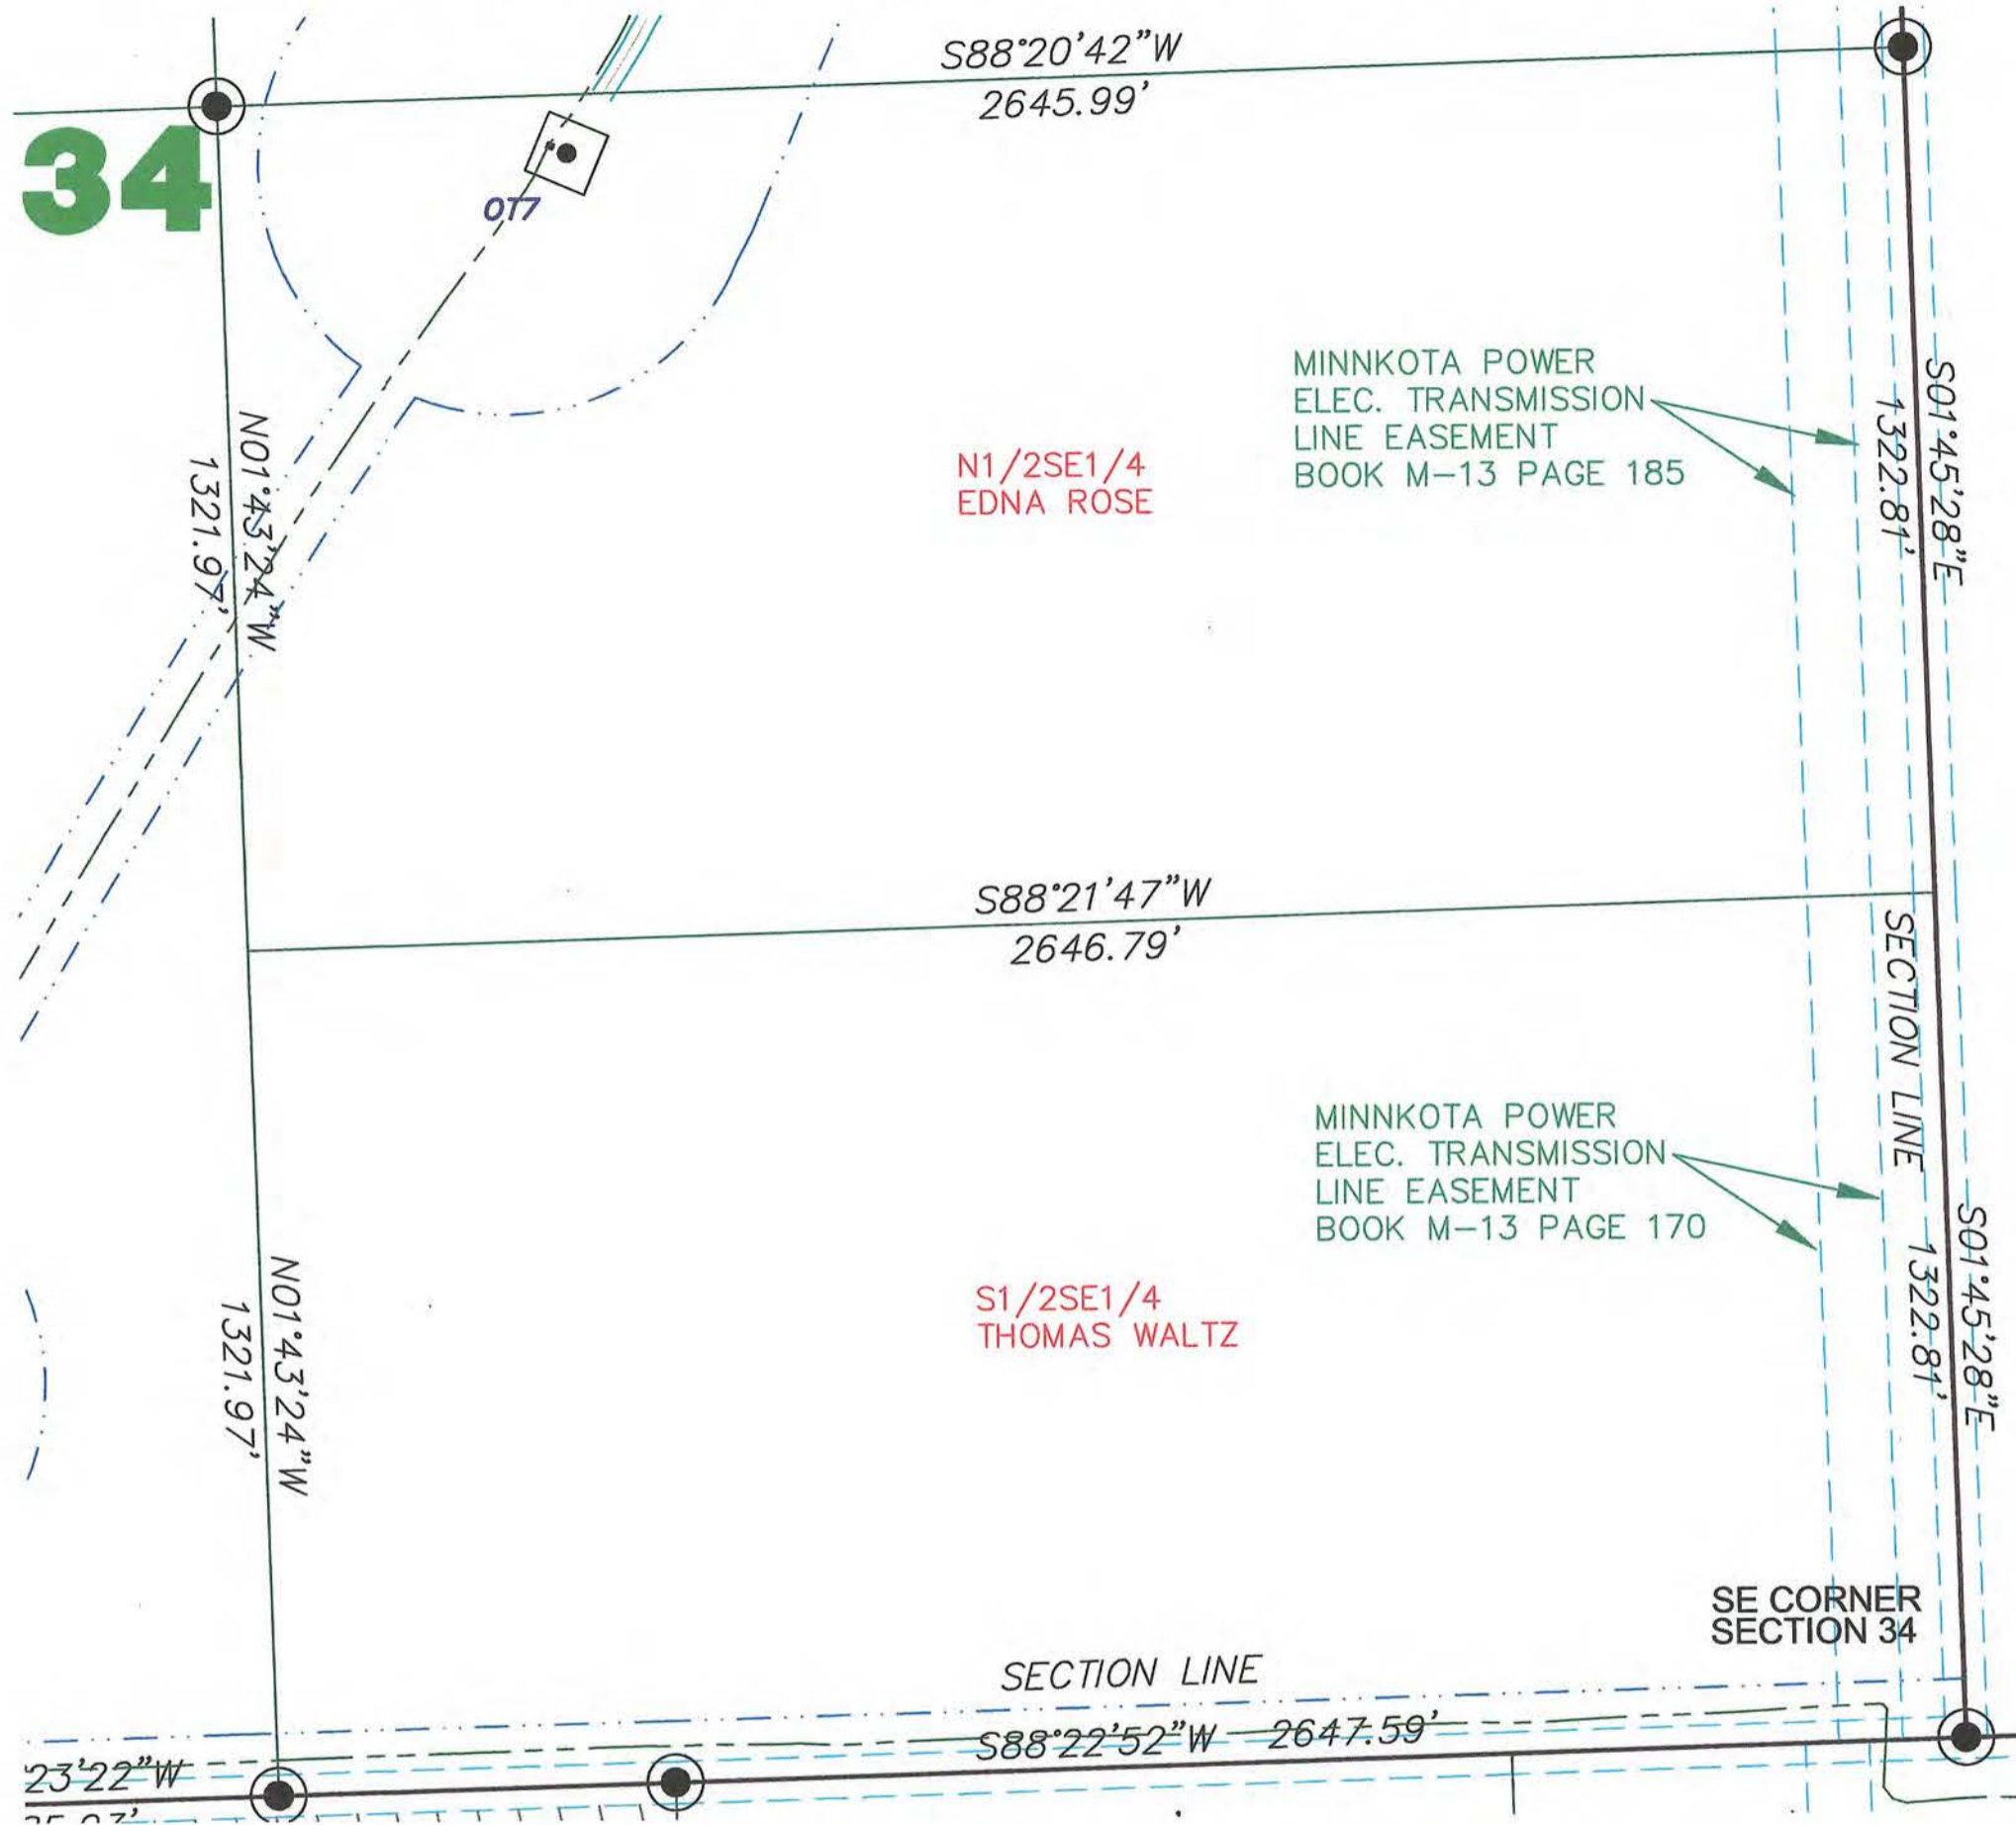 S88°20'42"W
2645.99'
34
OT7
MINNKOTA POWER
ELEC. TRANSMISSION
LINE EASEMENT
BOOK M-13 PAGE 185
S01°45'28"E
1322.81'
N01°43'24"W
1321.97'
N1/2SE1/4
EDNA ROSE
S88°21'47"W
2646.79'
SECTION LINE
1322.81'
S01°45'28"E
MINNKOTA POWER
ELEC. TRANSMISSION
LINE EASEMENT
BOOK M-13 PAGE 170
N01°43'24"W
1321.97'
S1/2SE1/4
THOMAS WALTZ
SE CORNER
SECTION 34
SECTION LINE
S88°22'52"W 2647.59'
23'22"W